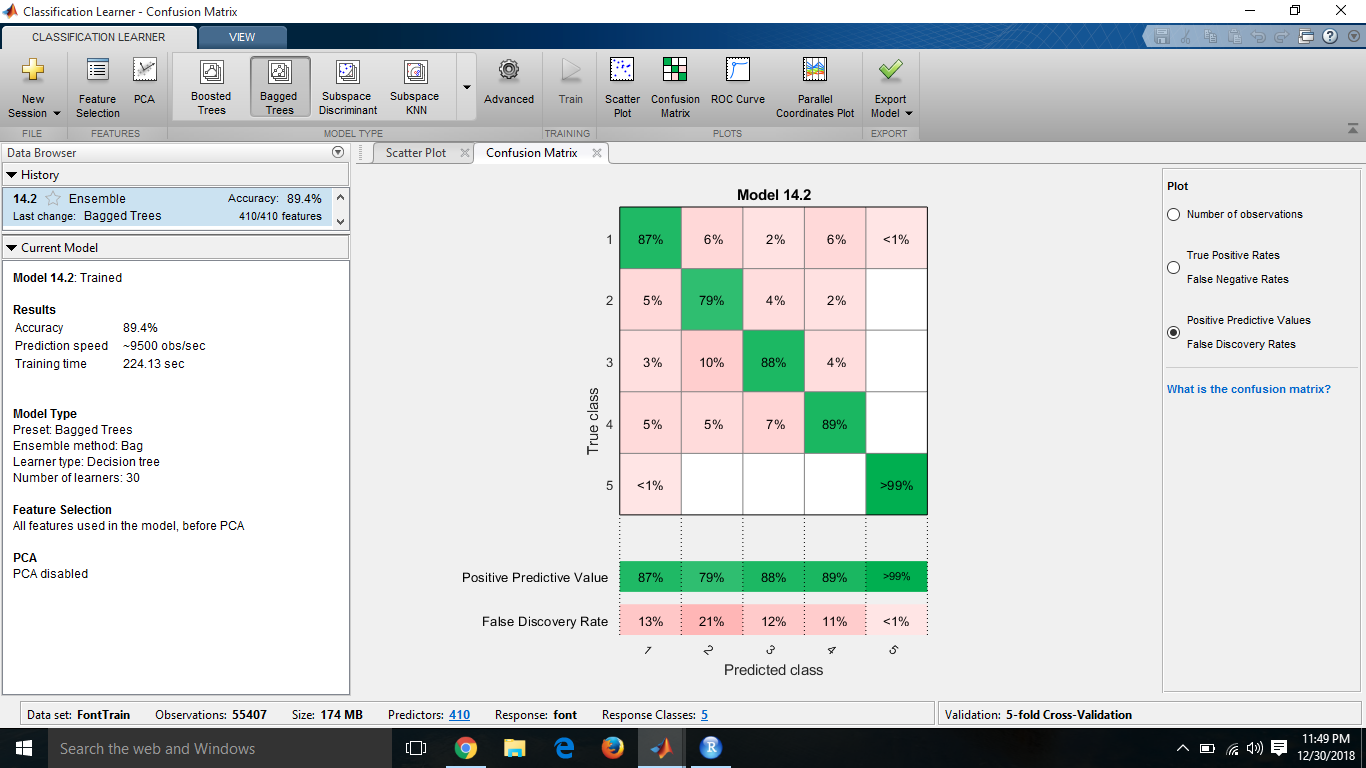 Classification Learner - Confusion Matrix
CLASSIFICATION LEARNER
VIEW
New Session
Feature Selection
PCA
Boosted Trees
Bagged Trees
Subspace Discriminant
Subspace KNN
Advanced
Train
Scatter Plot
Confusion Matrix
ROC Curve
Parallel Coordinates Plot
Export Model
FILE
FEATURES
MODEL TYPE
TRAINING
PLOTS
EXPORT
Data Browser
History
14.2 Ensemble Accuracy: 89.4%
Last change: Bagged Trees 410/410 features
Current Model
Model 14.2: Trained
Results
Accuracy 89.4%
Prediction speed ~9500 obs/sec
Training time 224.13 sec
Model Type
Preset: Bagged Trees
Ensemble method: Bag
Learner type: Decision tree
Number of learners: 30
Feature Selection
All features used in the model, before PCA
PCA
PCA disabled
Scatter Plot
Confusion Matrix
Model 14.2
True class
1 87% 6% 2% 6% <1%
2 5% 79% 4% 2%
3 3% 10% 88% 4%
4 5% 5% 7% 89%
5 <1% >99%
Positive Predictive Value 87% 79% 88% 89% >99%
False Discovery Rate 13% 21% 12% 11% <1%
1 2 3 4 5
Predicted class
Plot
Number of observations
True Positive Rates
False Negative Rates
Positive Predictive Values
False Discovery Rates
What is the confusion matrix?
Data set: FontTrain Observations: 55407 Size: 174 MB Predictors: 410 Response: font Response Classes: 5
Validation: 5-fold Cross-Validation
Search the web and Windows
R
11:49 PM
12/30/2018